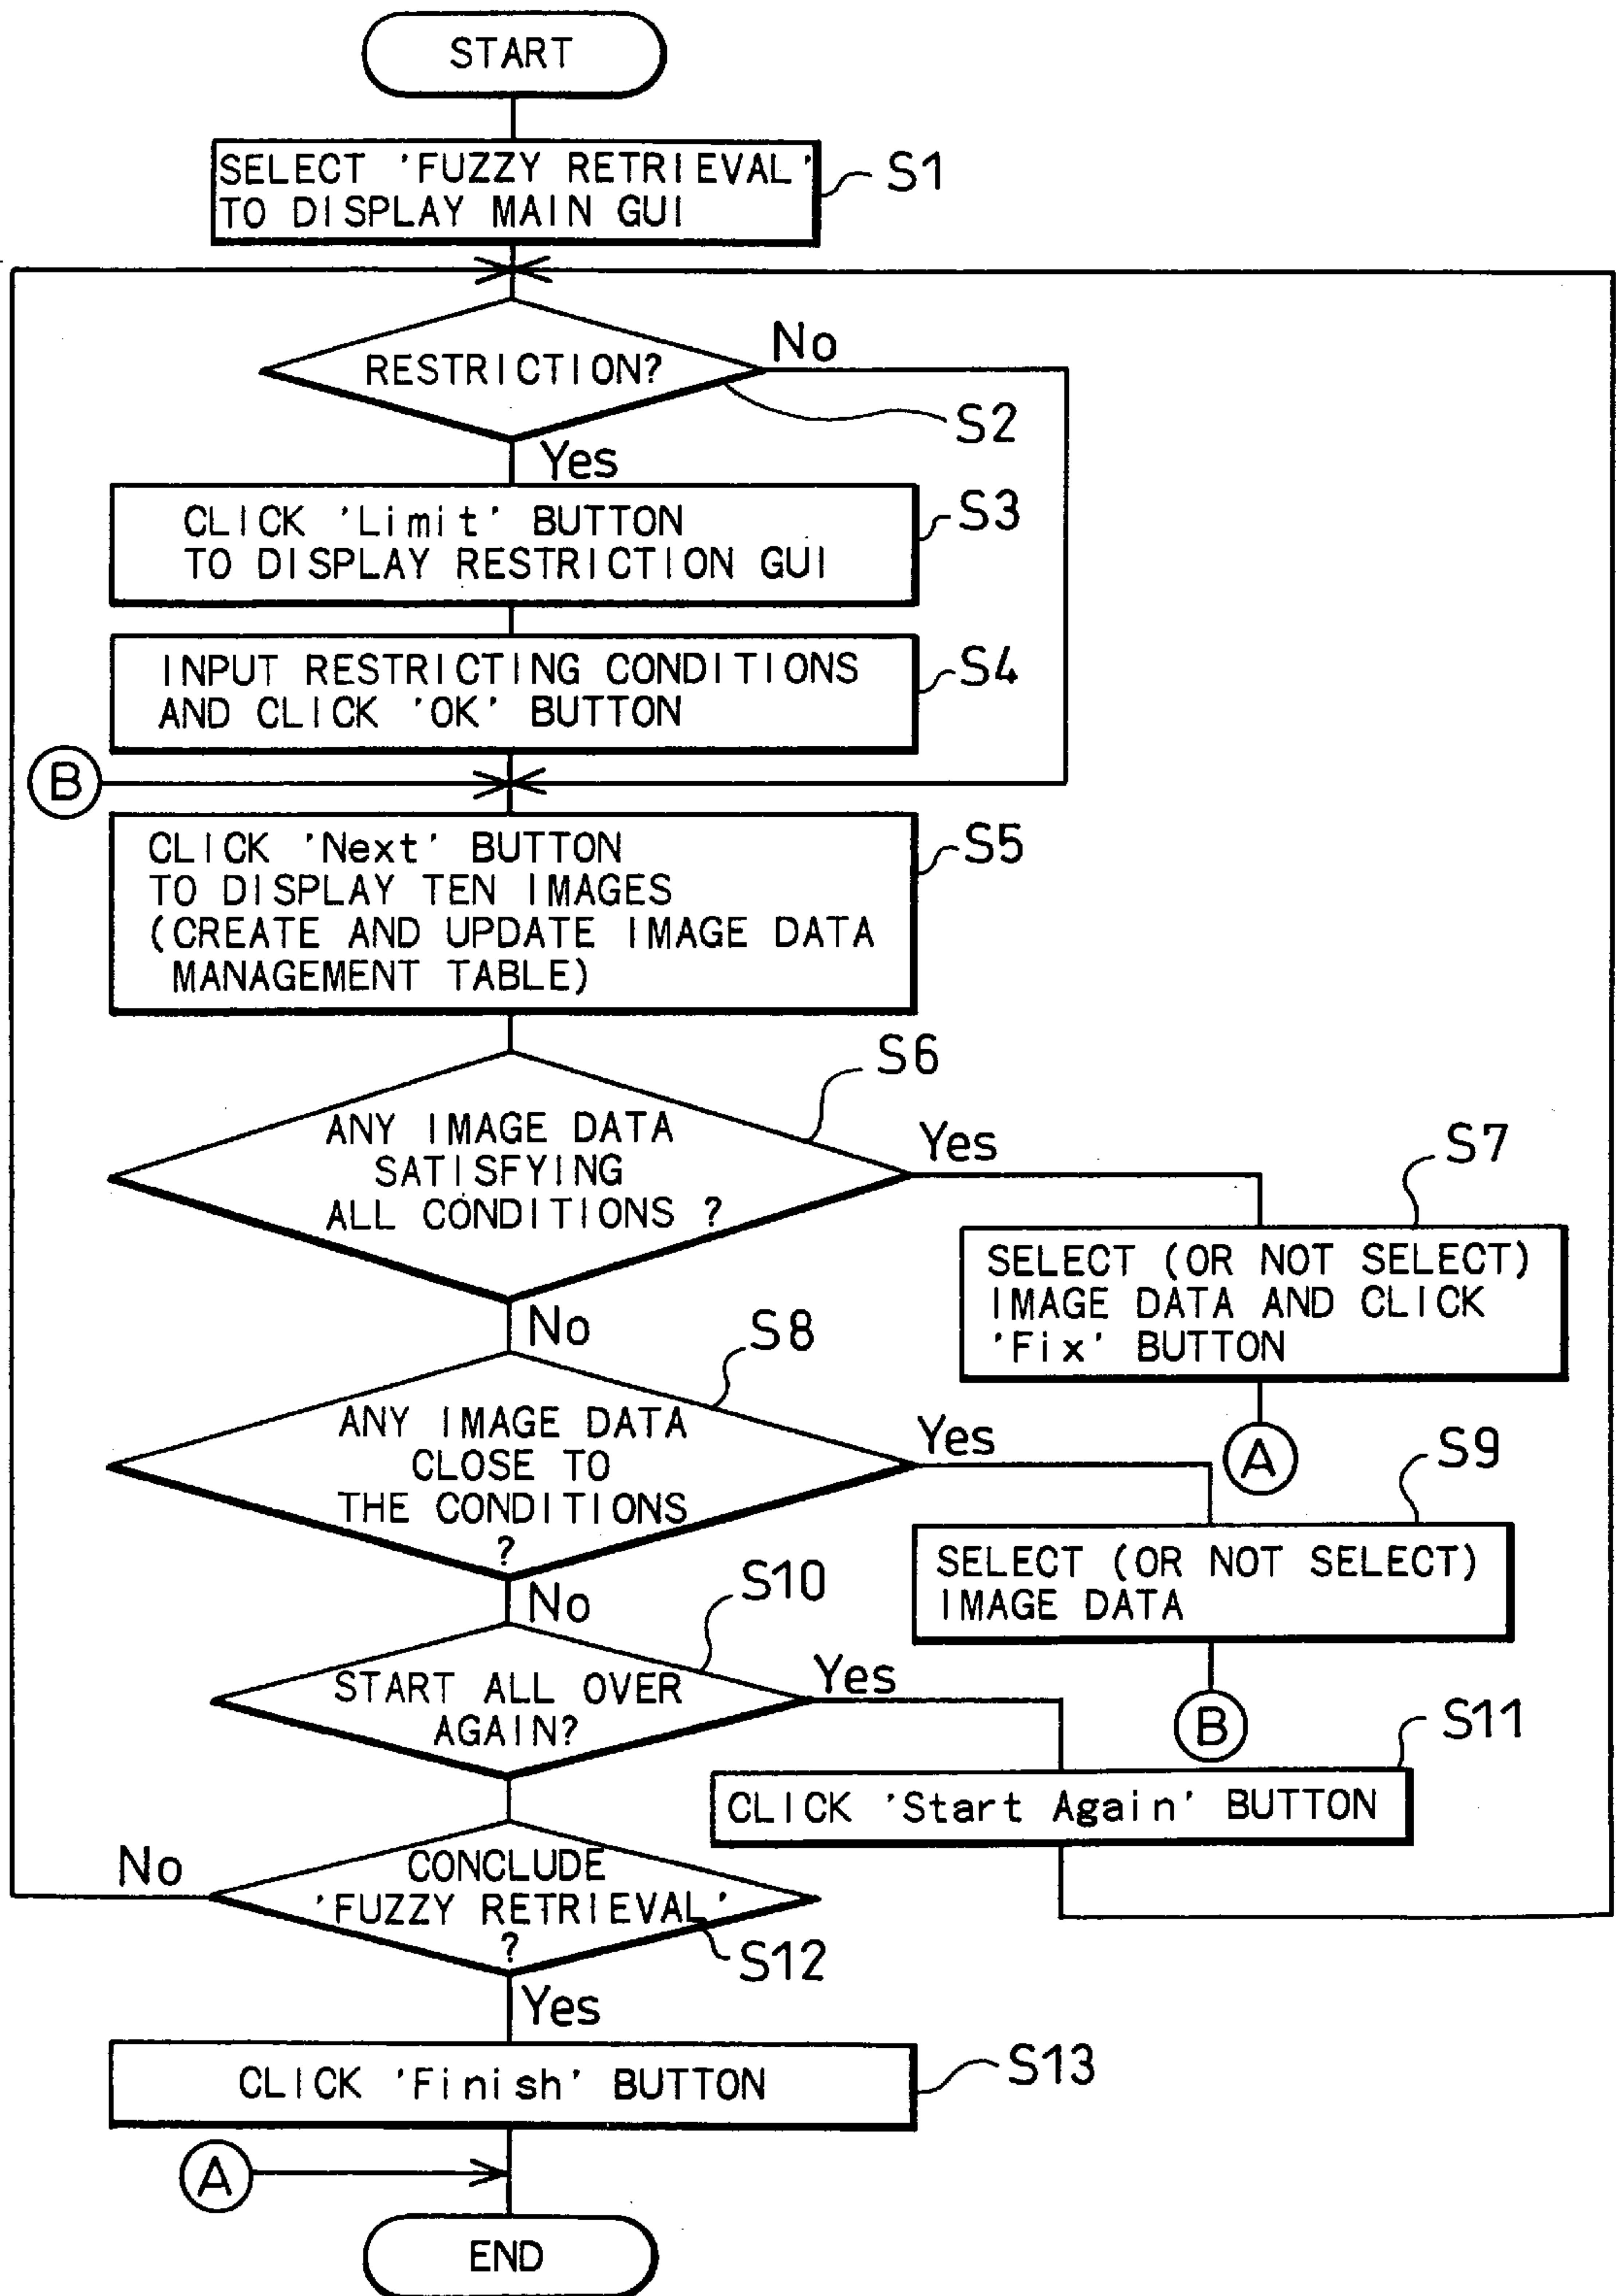 START
SELECT 'FUZZY RETRIEVAL'
TO DISPLAY MAIN GUI
S1
RESTRICTION?
No
S2
Yes
CLICK 'Limit' BUTTON
TO DISPLAY RESTRICTION GUI
S3
INPUT RESTRICTING CONDITIONS
AND CLICK 'OK' BUTTON
S4
B
CLICK 'Next' BUTTON
TO DISPLAY TEN IMAGES
(CREATE AND UPDATE IMAGE DATA
MANAGEMENT TABLE)
S5
S6
ANY IMAGE DATA
SATISFYING
ALL CONDITIONS ?
Yes
S7
SELECT (OR NOT SELECT)
IMAGE DATA AND CLICK
'Fix' BUTTON
A
No
S8
ANY IMAGE DATA
CLOSE TO
THE CONDITIONS
?
Yes
S9
SELECT (OR NOT SELECT)
IMAGE DATA
B
No
S10
START ALL OVER
AGAIN?
Yes
S11
CLICK 'Start Again' BUTTON
No
CONCLUDE
'FUZZY RETRIEVAL'
?
S12
Yes
CLICK 'Finish' BUTTON
S13
A
END